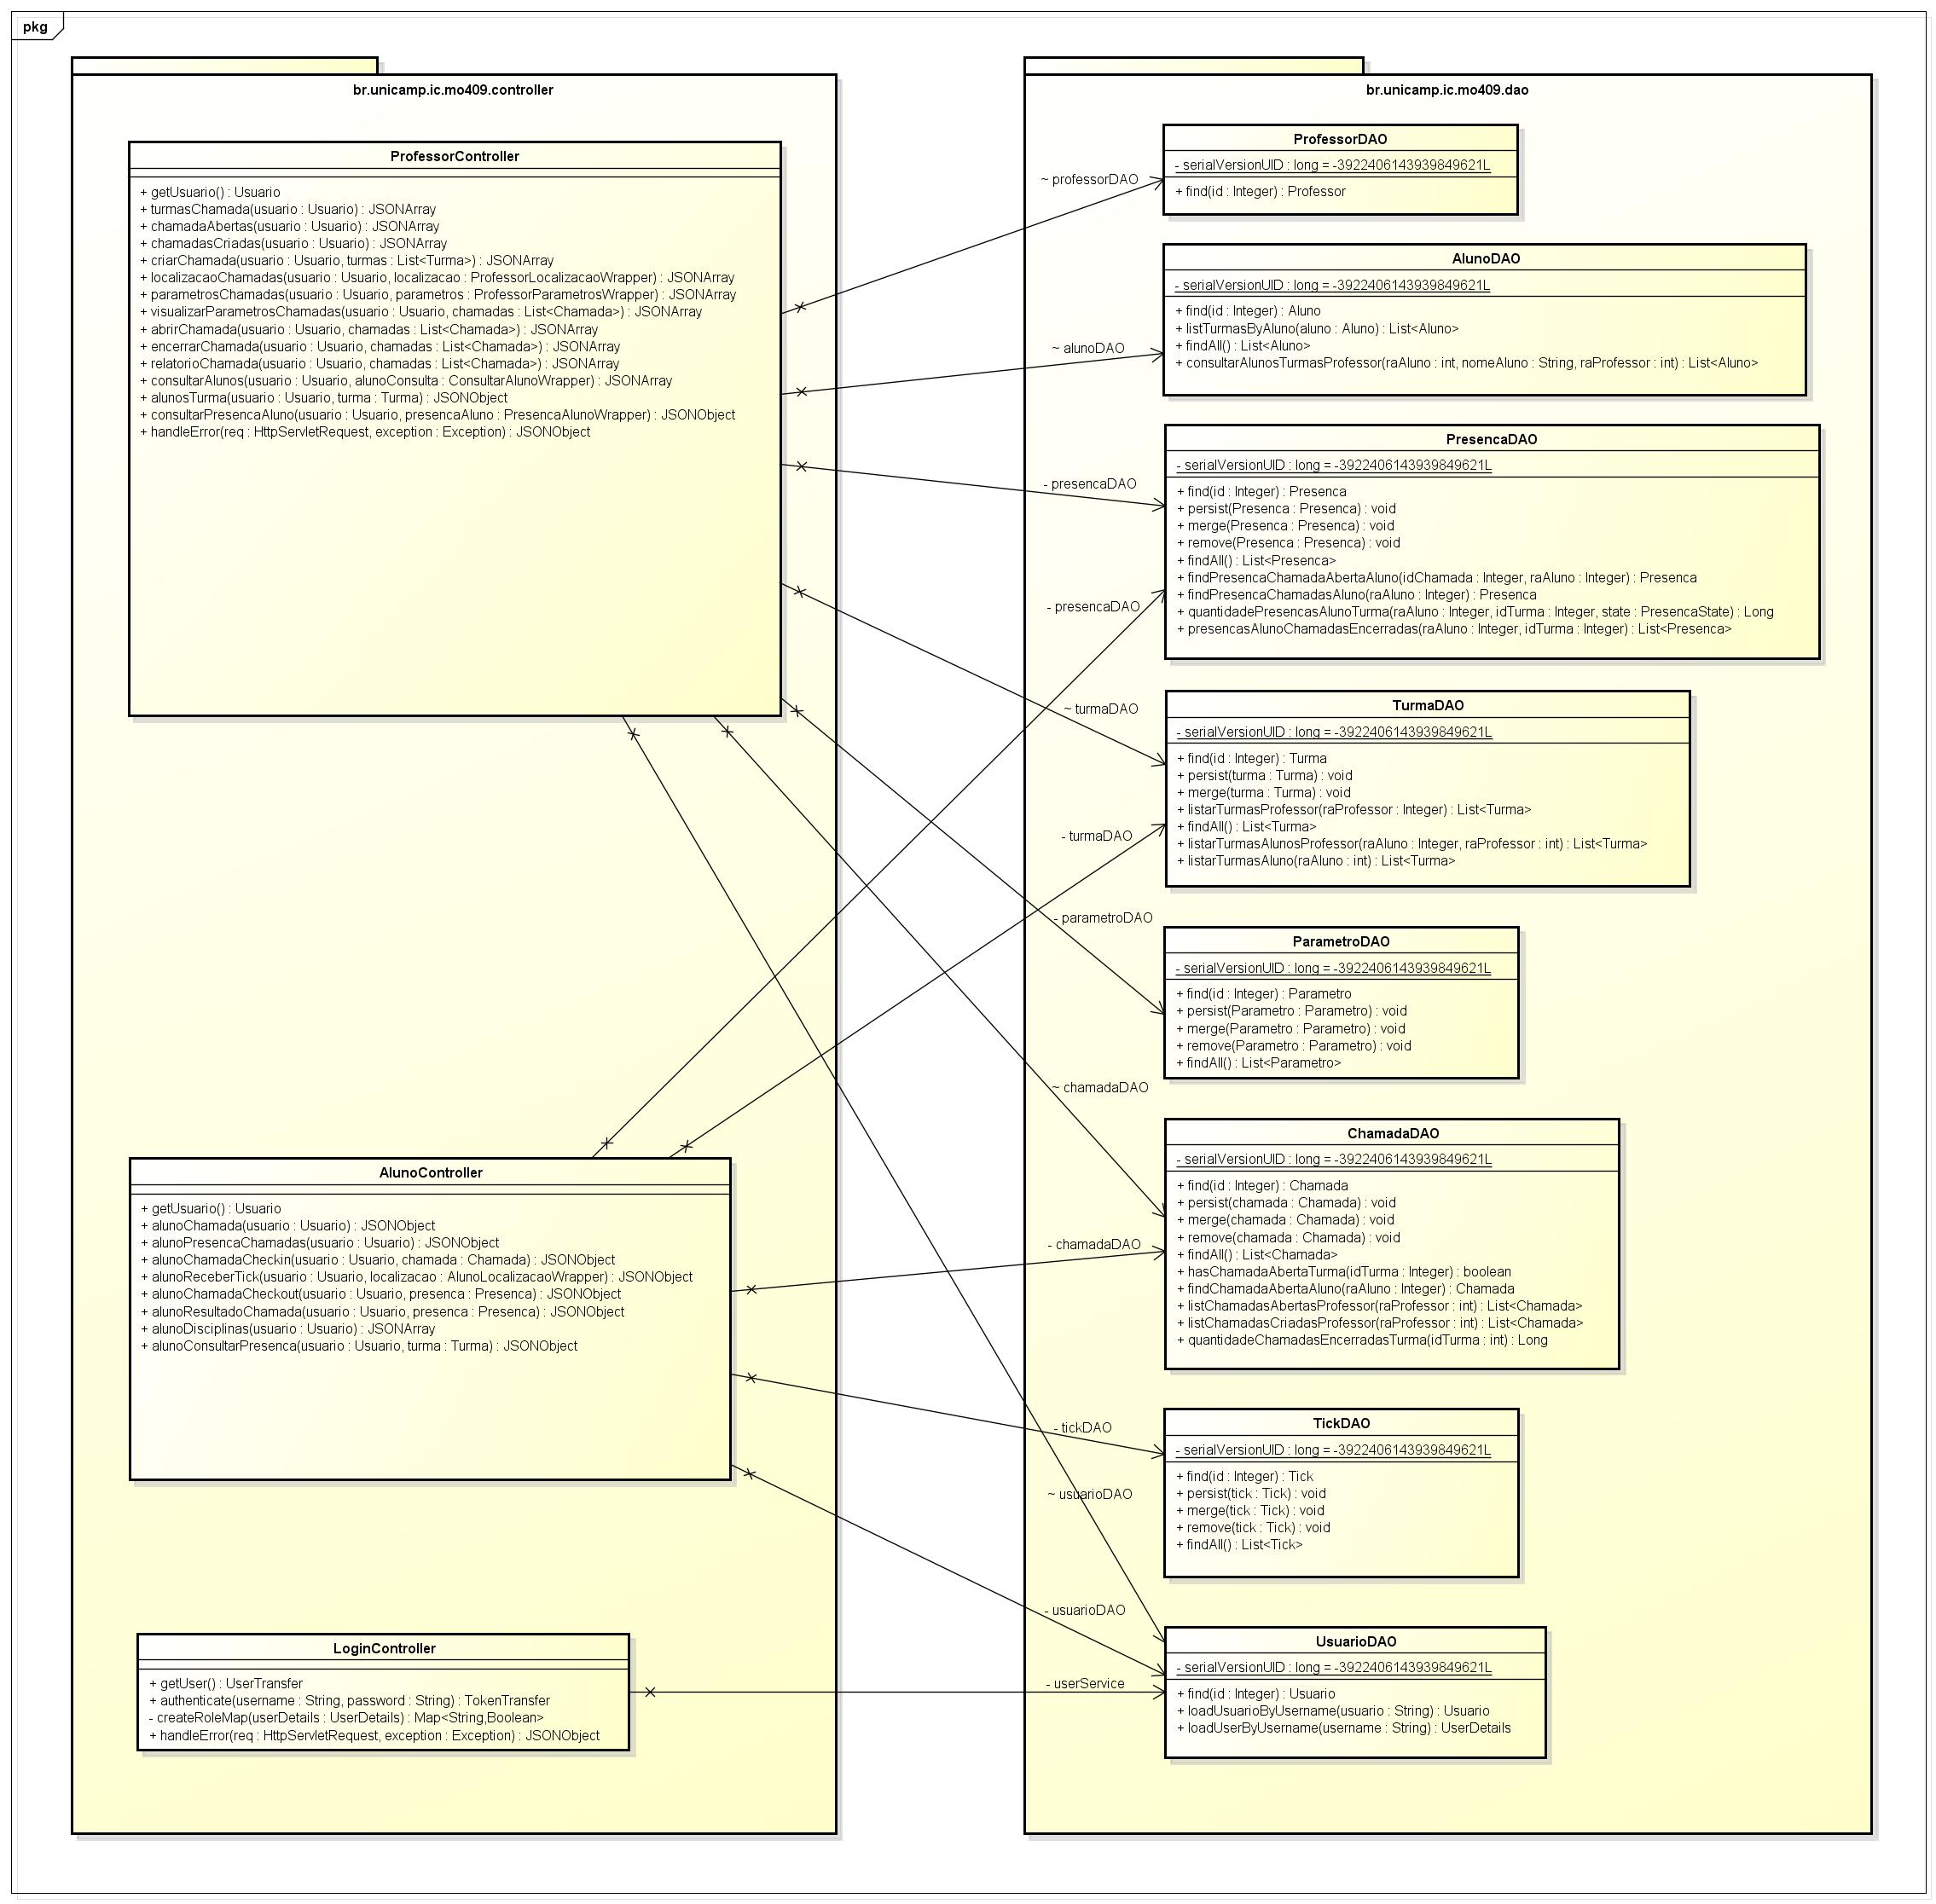 pkg
br.unicamp.ic.mo409.controller
ProfessorController
+ getUsuario() : Usuario
+ turmasChamada(usuario : Usuario) : JSONArray
+ chamadaAbertas(usuario : Usuario) : JSONArray
+ chamadasCriadas(usuario : Usuario) : JSONArray
+ criarChamada(usuario : Usuario, turmas : List<Turma>) : JSONArray
+ localizacaoChamadas(usuario : Usuario, localizacao : ProfessorLocalizacaoWrapper) : JSONArray
+ parametrosChamadas(usuario : Usuario, parametros : ProfessorParametrosWrapper) : JSONArray
+ visualizarParametrosChamadas(usuario : Usuario, chamadas : List<Chamada>) : JSONArray
+ abrirChamada(usuario : Usuario, chamadas : List<Chamada>) : JSONArray
+ encerrarChamada(usuario : Usuario, chamadas : List<Chamada>) : JSONArray
+ relatorioChamada(usuario : Usuario, chamadas : List<Chamada>) : JSONArray
+ consultarAlunos(usuario : Usuario, alunoConsulta : ConsultarAlunoWrapper) : JSONArray
+ alunosTurma(usuario : Usuario, turma : Turma) : JSONObject
+ consultarPresencaAluno(usuario : Usuario, presencaAluno : PresencaAlunoWrapper) : JSONObject
+ handleError(req : HttpServletRequest, exception : Exception) : JSONObject
AlunoController
+ getUsuario() : Usuario
+ alunoChamada(usuario : Usuario) : JSONObject
+ alunoPresencaChamadas(usuario : Usuario) : JSONObject
+ alunoChamadaCheckin(usuario : Usuario, chamada : Chamada) : JSONObject
+ alunoReceberTick(usuario : Usuario, localizacao : AlunoLocalizacaoWrapper) : JSONObject
+ alunoChamadaCheckout(usuario : Usuario, presenca : Presenca) : JSONObject
+ alunoResultadoChamada(usuario : Usuario, presenca : Presenca) : JSONObject
+ alunoDisciplinas(usuario : Usuario) : JSONArray
+ alunoConsultarPresenca(usuario : Usuario, turma : Turma) : JSONObject
LoginController
+ getUser() : UserTransfer
+ authenticate(username : String, password : String) : TokenTransfer
- createRoleMap(userDetails : UserDetails) : Map<String,Boolean>
+ handleError(req : HttpServletRequest, exception : Exception) : JSONObject
~ professorDAO
~ alunoDAO
- presencaDAO
- presencaDAO
~ turmaDAO
- turmaDAO
- parametroDAO
~ chamadaDAO
- chamadaDAO
- tickDAO
~ usuarioDAO
- usuarioDAO
- userService
br.unicamp.ic.mo409.dao
ProfessorDAO
- serialVersionUID : long = -3922406143939849621L
+ find(id : Integer) : Professor
AlunoDAO
- serialVersionUID : long = -3922406143939849621L
+ find(id : Integer) : Aluno
+ listTurmasByAluno(aluno : Aluno) : List<Aluno>
+ findAll() : List<Aluno>
+ consultarAlunosTurmasProfessor(raAluno : int, nomeAluno : String, raProfessor : int) : List<Aluno>
PresencaDAO
- serialVersionUID : long = -3922406143939849621L
+ find(id : Integer) : Presenca
+ persist(Presenca : Presenca) : void
+ merge(Presenca : Presenca) : void
+ remove(Presenca : Presenca) : void
+ findAll() : List<Presenca>
+ findPresencaChamadaAbertaAluno(idChamada : Integer, raAluno : Integer) : Presenca
+ findPresencaChamadasAluno(raAluno : Integer) : Presenca
+ quantidadePresencasAlunoTurma(raAluno : Integer, idTurma : Integer, state : PresencaState) : Long
+ presencasAlunoChamadasEncerradas(raAluno : Integer, idTurma : Integer) : List<Presenca>
TurmaDAO
- serialVersionUID : long = -3922406143939849621L
+ find(id : Integer) : Turma
+ persist(turma : Turma) : void
+ merge(turma : Turma) : void
+ listarTurmasProfessor(raProfessor : Integer) : List<Turma>
+ findAll() : List<Turma>
+ listarTurmasAlunosProfessor(raAluno : Integer, raProfessor : int) : List<Turma>
+ listarTurmasAluno(raAluno : int) : List<Turma>
ParametroDAO
- serialVersionUID : long = -3922406143939849621L
+ find(id : Integer) : Parametro
+ persist(Parametro : Parametro) : void
+ merge(Parametro : Parametro) : void
+ remove(Parametro : Parametro) : void
+ findAll() : List<Parametro>
ChamadaDAO
- serialVersionUID : long = -3922406143939849621L
+ find(id : Integer) : Chamada
+ persist(chamada : Chamada) : void
+ merge(chamada : Chamada) : void
+ remove(chamada : Chamada) : void
+ findAll() : List<Chamada>
+ hasChamadaAbertaTurma(idTurma : Integer) : boolean
+ findChamadaAbertaAluno(raAluno : Integer) : Chamada
+ listChamadasAbertasProfessor(raProfessor : int) : List<Chamada>
+ listChamadasCriadasProfessor(raProfessor : int) : List<Chamada>
+ quantidadeChamadasEncerradasTurma(idTurma : int) : Long
TickDAO
- serialVersionUID : long = -3922406143939849621L
+ find(id : Integer) : Tick
+ persist(tick : Tick) : void
+ merge(tick : Tick) : void
+ remove(tick : Tick) : void
+ findAll() : List<Tick>
UsuarioDAO
- serialVersionUID : long = -3922406143939849621L
+ find(id : Integer) : Usuario
+ loadUsuarioByUsername(usuario : String) : Usuario
+ loadUserByUsername(username : String) : UserDetails